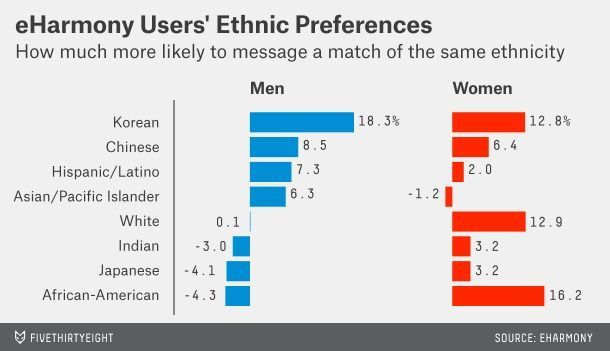 eHarmony Users' Ethnic Preferences
How much more likely to message a match of the same ethnicity
Men Women
Korean 18.3% 12.8%
Chinese 8.5 6.4
Hispanic/Latino 7.3 2.0
Asian/Pacific Islander 6.3 -1.2
White 0.1 12.9
Indian -3.0 3.2
Japanese -4.1 3.2
African-American -4.3 16.2
FIVETHIRTYEIGHT SOURCE: EHARMONY